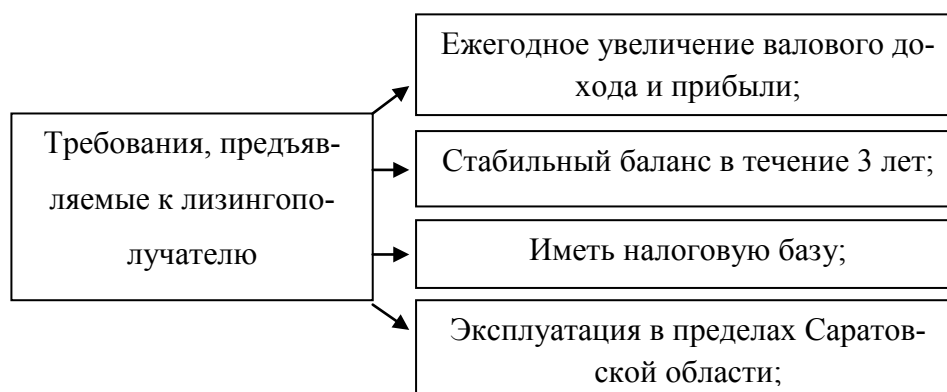 Ежегодное увеличение валового до-
хода и прибыли;
Требования, предъяв-
ляемые к лизингопо-
лучателю
Стабильный баланс в течение 3 лет;
Иметь налоговую базу;
Эксплуатация в пределах Саратов-
ской области;